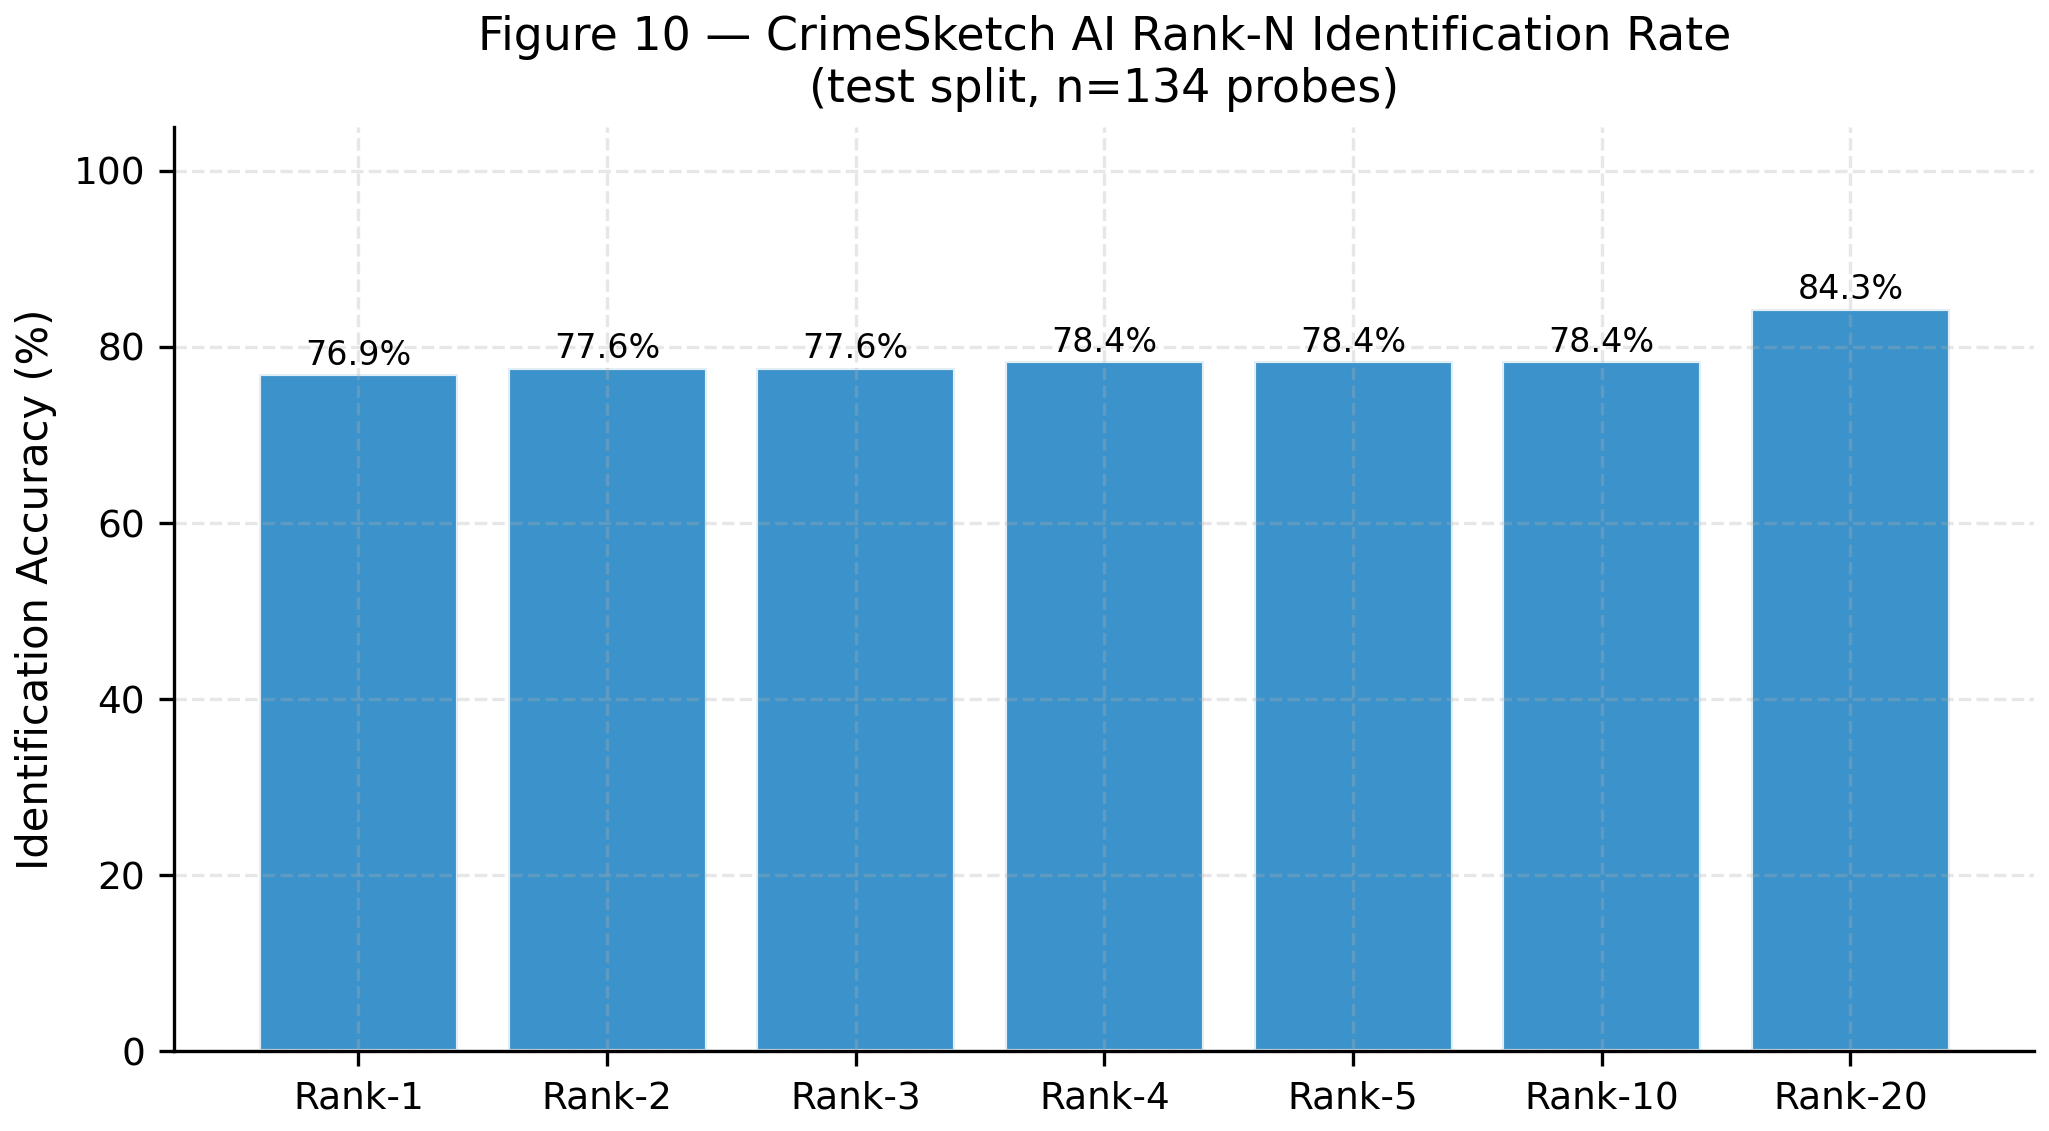 Figure 10 — CrimeSketch AI Rank-N Identification Rate
(test split, n=134 probes)
Identification Accuracy (%)
100
80
60
40
20
0
76.9%
77.6%
77.6%
78.4%
78.4%
78.4%
84.3%
Rank-1
Rank-2
Rank-3
Rank-4
Rank-5
Rank-10
Rank-20